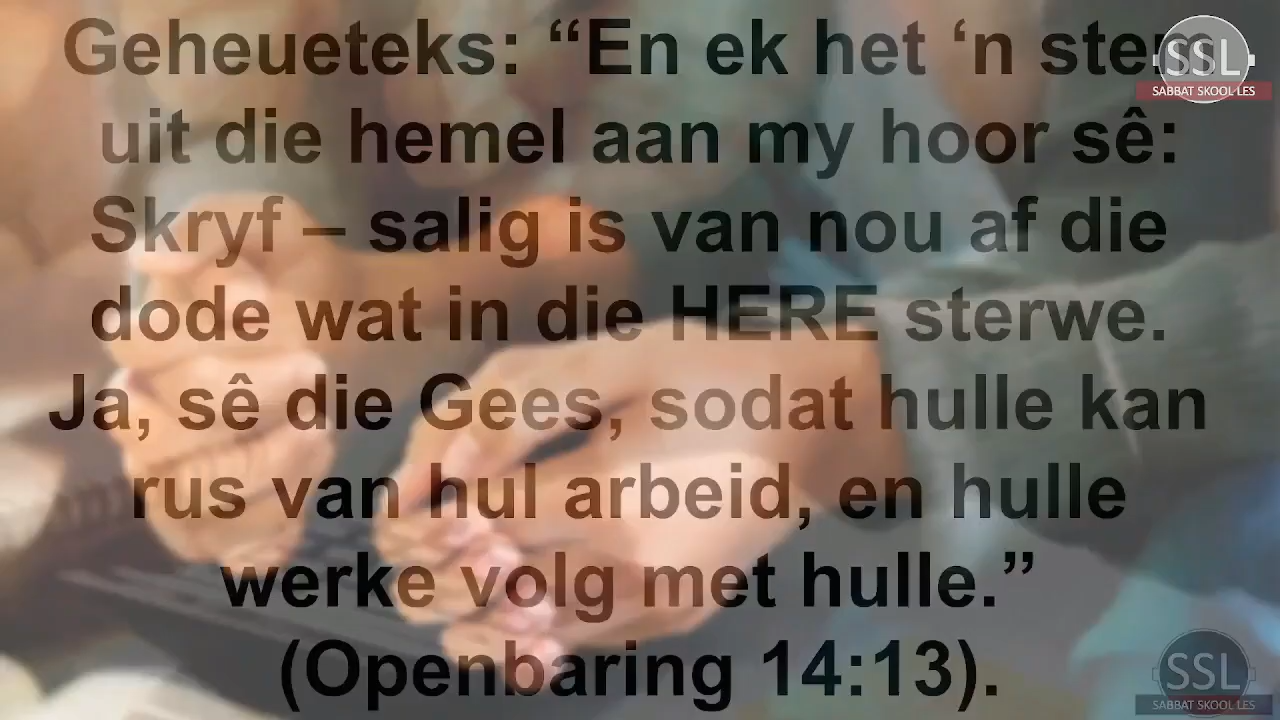 Geheueteks: “En ek het ‘n stem
uit die hemel aan my hoor sê:
Skryf – salig is van nou af die
dode wat in die HERE sterwe.
Ja, sê die Gees, sodat hulle kan
rus van hul arbeid, en hulle
werke volg met hulle.”
(Openbaring 14:13).
SSL
SABBAT SKOOL LES
SSL
SABBAT SKOOL LES